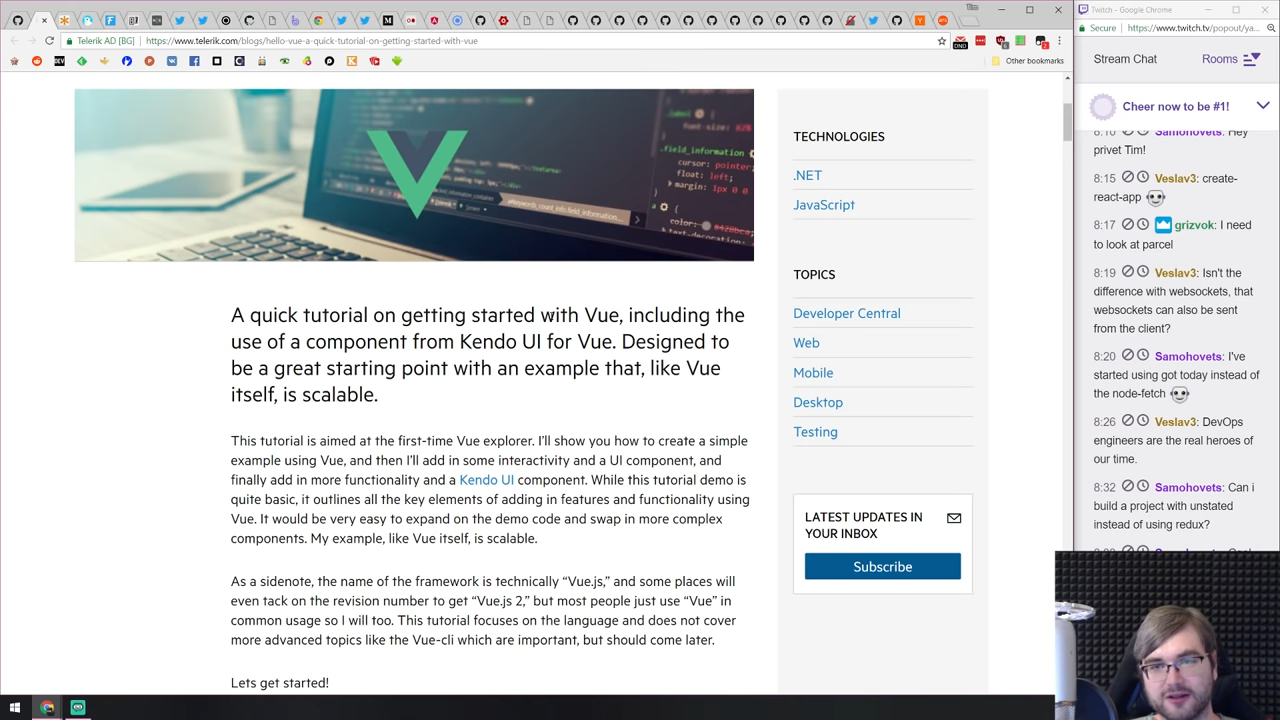 Twitch - Google Chrome
Telerik AD [BG]
https://www.telerik.com/blogs/hello-vue-a-quick-tutorial-on-getting-started-with-vue
Secure
https://www.twitch.tv/popout/ya...
DEV
Other bookmarks
Stream Chat
Rooms
Cheer now to be #1!
TECHNOLOGIES
.NET
JavaScript
TOPICS
Developer Central
Web
Mobile
Desktop
Testing
LATEST UPDATES IN
YOUR INBOX
Subscribe
A quick tutorial on getting started with Vue, including the
use of a component from Kendo UI for Vue. Designed to
be a great starting point with an example that, like Vue
itself, is scalable.
This tutorial is aimed at the first-time Vue explorer. I'll show you how to create a simple
example using Vue, and then I'll add in some interactivity and a UI component, and
finally add in more functionality and a Kendo UI component. While this tutorial demo is
quite basic, it outlines all the key elements of adding in features and functionality using
Vue. It would be very easy to expand on the demo code and swap in more complex
components. My example, like Vue itself, is scalable.
As a sidenote, the name of the framework is technically “Vue.js,” and some places will
even tack on the revision number to get “Vue.js 2,” but most people just use “Vue” in
common usage so I will too. This tutorial focuses on the language and does not cover
more advanced topics like the Vue-cli which are important, but should come later.
Lets get started!
8:10 Samohovets: Hey
privet Tim!
8:15 Veslav3: create-
react-app
8:17 grizvok: I need
to look at parcel
8:19 Veslav3: Isn't the
difference with websockets, that
websockets can also be sent
from the client?
8:20 Samohovets: I've
started using got today instead of
the node-fetch
8:26 Veslav3: DevOps
engineers are the real heroes of
our time.
8:32 Samohovets: Can i
build a project with unstated
instead of using redux?